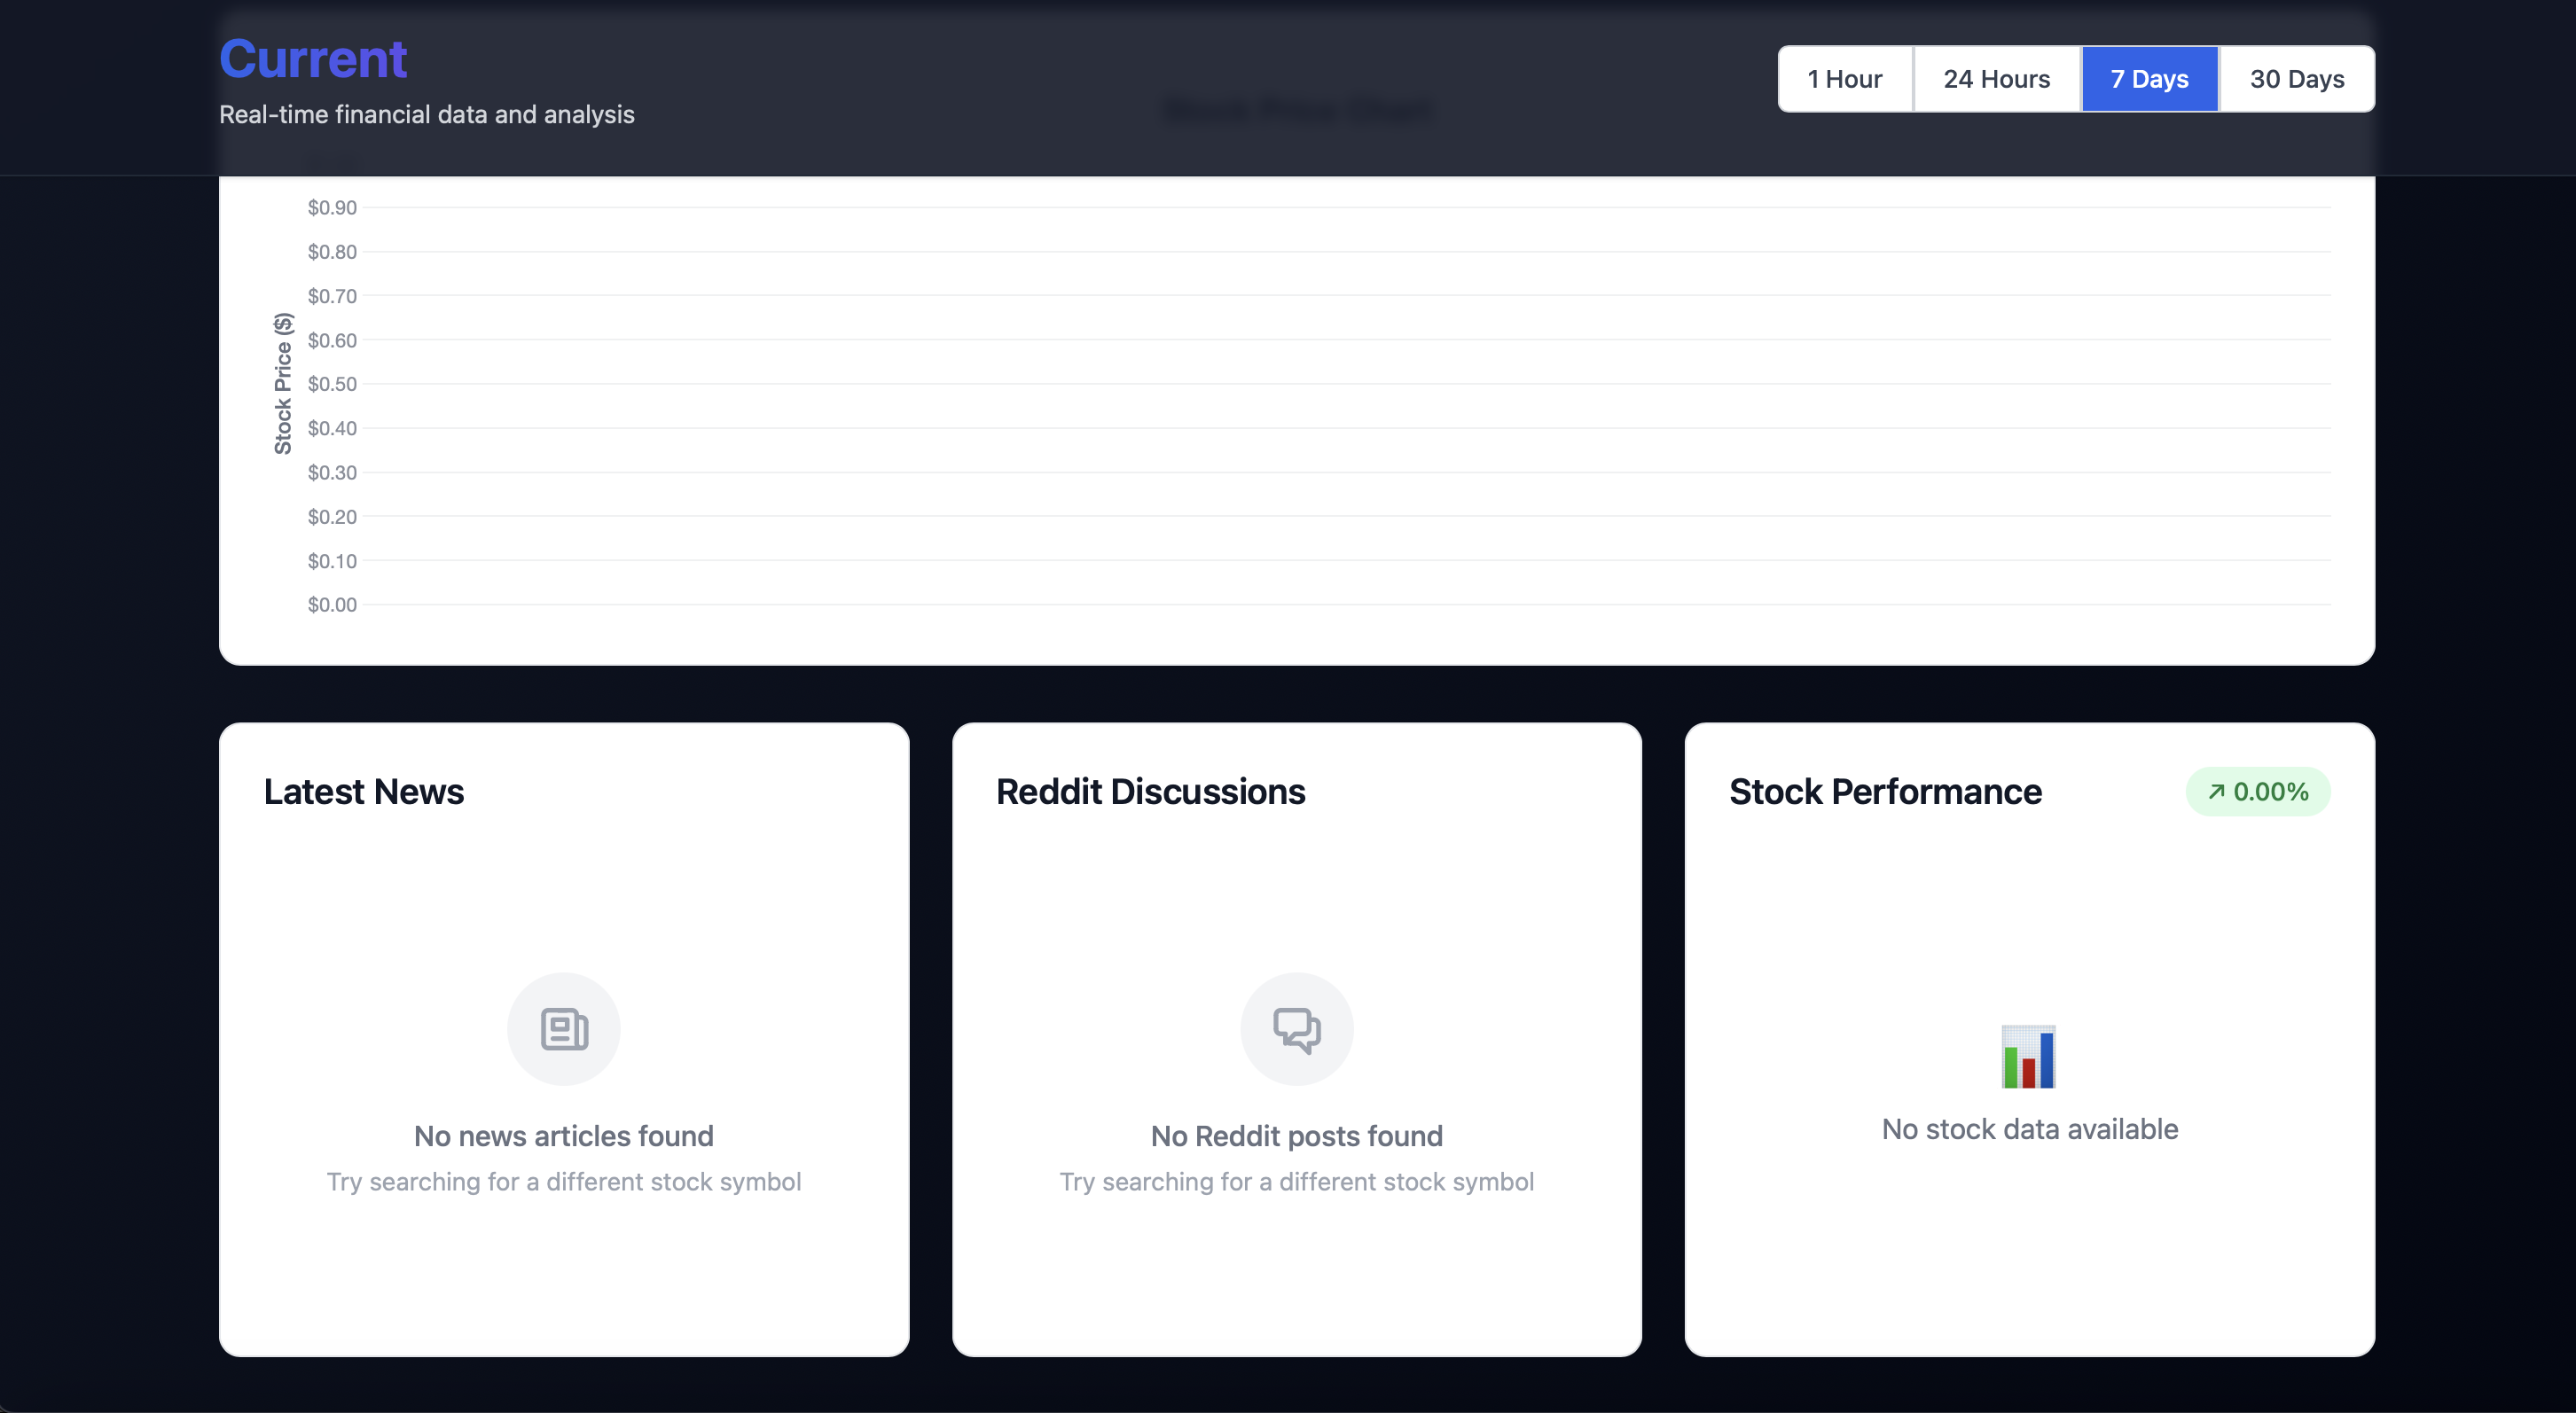 Current
Real-time financial data and analysis
1 Hour
24 Hours
7 Days
30 Days
Stock Price Chart
Stock Price ($)
$0.90
$0.80
$0.70
$0.60
$0.50
$0.40
$0.30
$0.20
$0.10
$0.00
Latest News
No news articles found
Try searching for a different stock symbol
Reddit Discussions
No Reddit posts found
Try searching for a different stock symbol
Stock Performance
↗ 0.00%
No stock data available